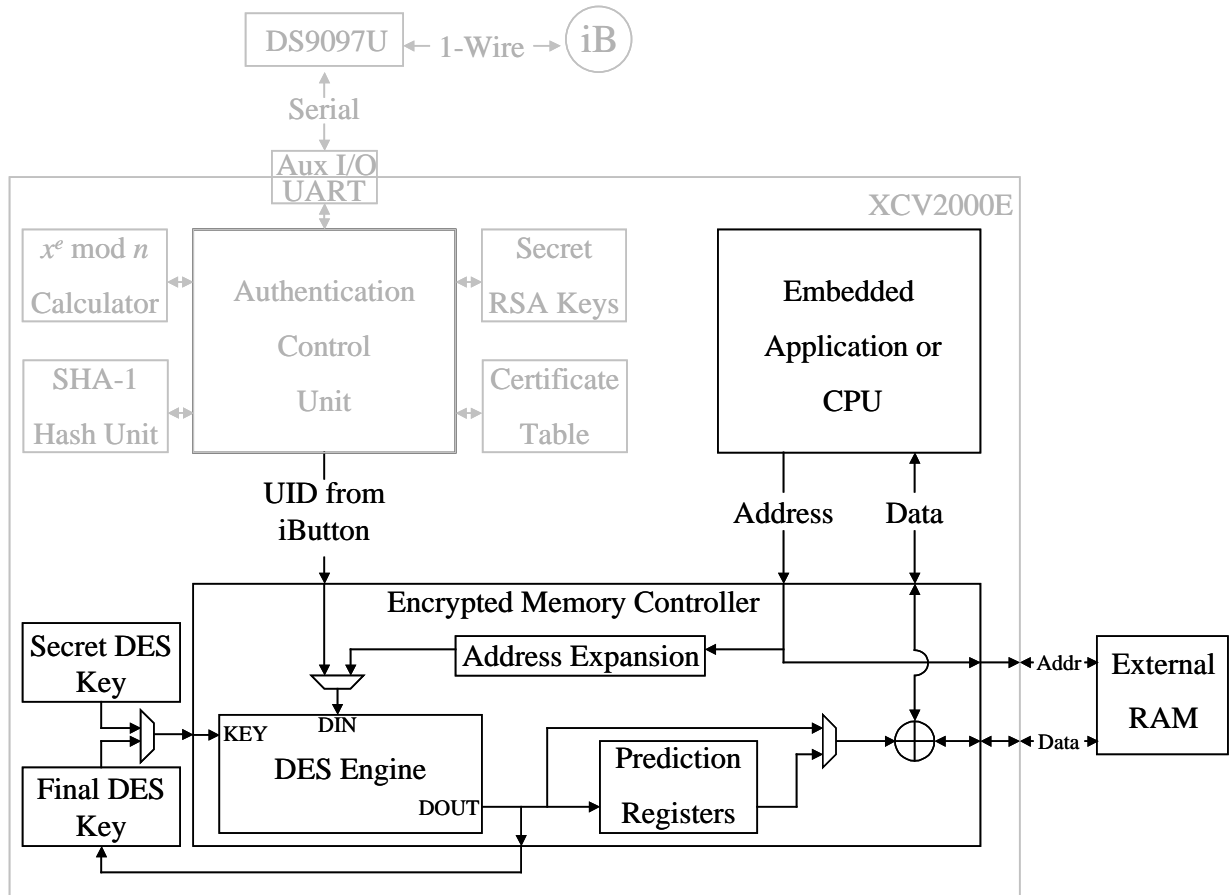 DS9097U
1-Wire
iB
Serial
Aux I/O
UART
XCV2000E
x^e mod n
Calculator
Authentication
Control
Unit
Secret
RSA Keys
SHA-1
Hash Unit
Certificate
Table
Embedded
Application or
CPU
UID from
iButton
Address
Data
Encrypted Memory Controller
Secret DES
Key
Address Expansion
Addr
External
RAM
KEY
DIN
DES Engine
DOUT
Prediction
Registers
Data
Final DES
Key